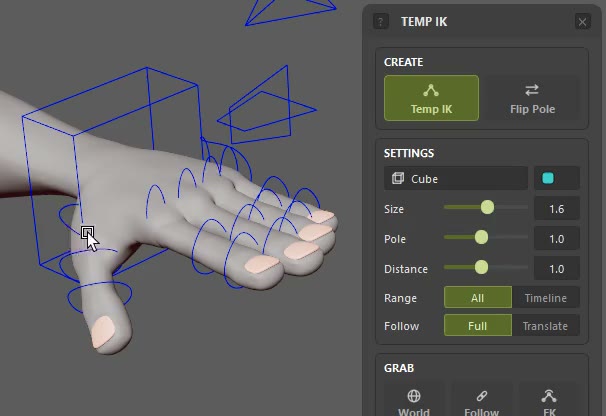 ? TEMP IK ×
CREATE
Temp IK Flip Pole
SETTINGS
Cube
Size 1.6
Pole 1.0
Distance 1.0
Range All Timeline
Follow Full Translate
GRAB
World Follow FK